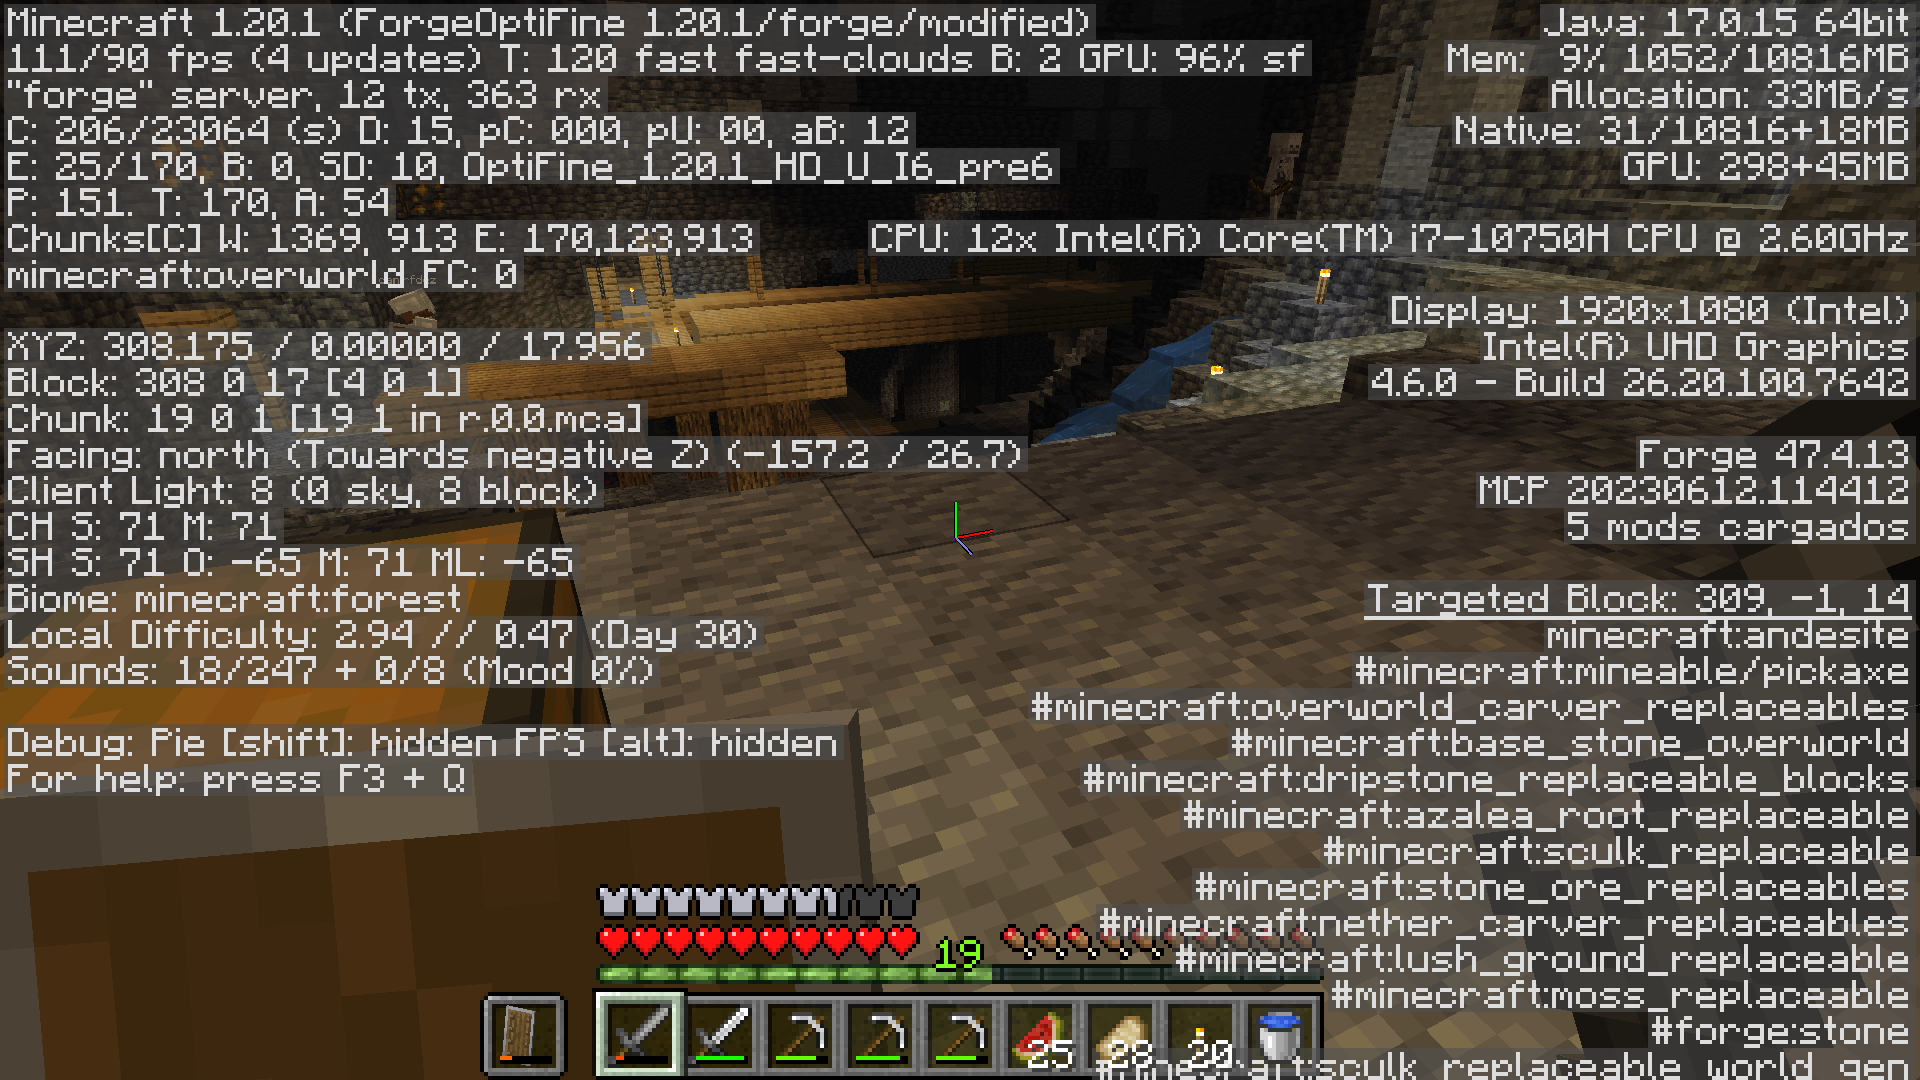 Minecraft 1.20.1 (ForgeOptiFine 1.20.1/forge/modified)
111/90 fps (4 updates) T: 120 fast fast-clouds B: 2 GPU: 96% sf
"forge" server, 12 tx, 363 rx
C: 206/23064 (s) D: 15, pC: 000, pU: 00, aB: 12
E: 25/170, B: 0, SD: 10, OptiFine_1.20.1_HD_U_I6_pre6
P: 151. T: 170, A: 54
Chunks[C] W: 1369, 913 E: 170,123,913
minecraft:overworld FC: 0
XYZ: 308.175 / 0.00000 / 17.956
Block: 308 0 17 [4 0 1]
Chunk: 19 0 1 [19 1 in r.0.0.mca]
Facing: north (Towards negative Z) (-157.2 / 26.7)
Client Light: 8 (0 sky, 8 block)
CH S: 71 M: 71
SH S: 71 O: -65 M: 71 ML: -65
Biome: minecraft:forest
Local Difficulty: 2.94 // 0.47 (Day 30)
Sounds: 18/247 + 0/8 (Mood 0%)
Debug: Pie [shift]: hidden FPS [alt]: hidden
For help: press F3 + Q
Java: 17.0.15 64bit
Mem: 9% 1052/10816MB
Allocation: 33MB/s
Native: 31/10816+18MB
GPU: 298+45MB
CPU: 12x Intel(R) Core(TM) i7-10750H CPU @ 2.60GHz
Display: 1920x1080 (Intel)
Intel(R) UHD Graphics
4.6.0 - Build 26.20.100.7642
Forge 47.4.13
MCP 20230612.114412
5 mods cargados
Targeted Block: 309, -1, 14
minecraft:andesite
#minecraft:mineable/pickaxe
#minecraft:overworld_carver_replaceables
#minecraft:base_stone_overworld
#minecraft:dripstone_replaceable_blocks
#minecraft:azalea_root_replaceable
#minecraft:sculk_replaceable
#minecraft:stone_ore_replaceables
#minecraft:nether_carver_replaceables
#minecraft:lush_ground_replaceable
#minecraft:moss_replaceable
#forge:stone
#minecraft:sculk_replaceable_world_gen
19
25
28
20